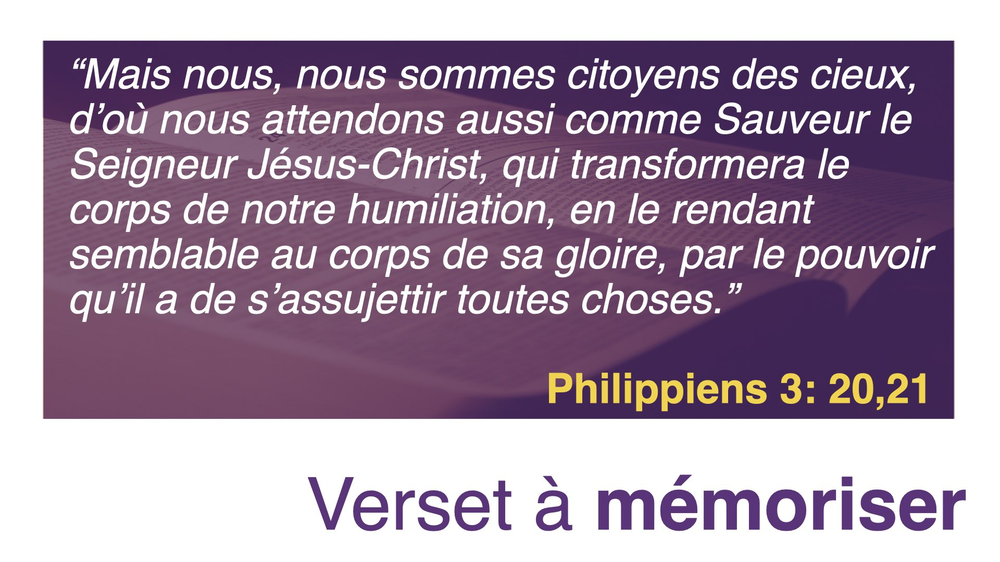 “Mais nous, nous sommes citoyens des cieux,
d’où nous attendons aussi comme Sauveur le
Seigneur Jésus-Christ, qui transformera le
corps de notre humiliation, en le rendant
semblable au corps de sa gloire, par le pouvoir
qu’il a de s’assujettir toutes choses.”
Philippiens 3: 20,21
Verset à mémoriser